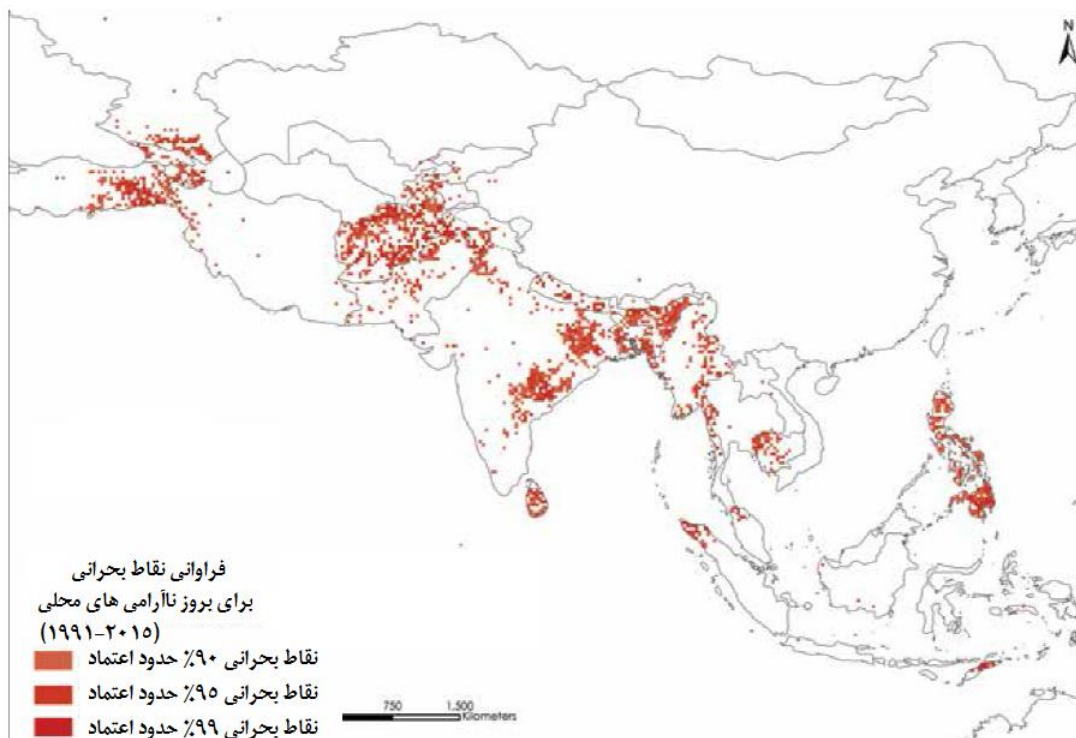 N
فراوانی نقاط بحرانی
برای بروز ناآرامی های محلی
(۱۹۹۱-۲۰۱۵)
نقاط بحرانی ۹۰٪ حدود اعتماد
نقاط بحرانی ۹۵٪ حدود اعتماد
نقاط بحرانی ۹۹٪ حدود اعتماد
750 1,500
Kilometers